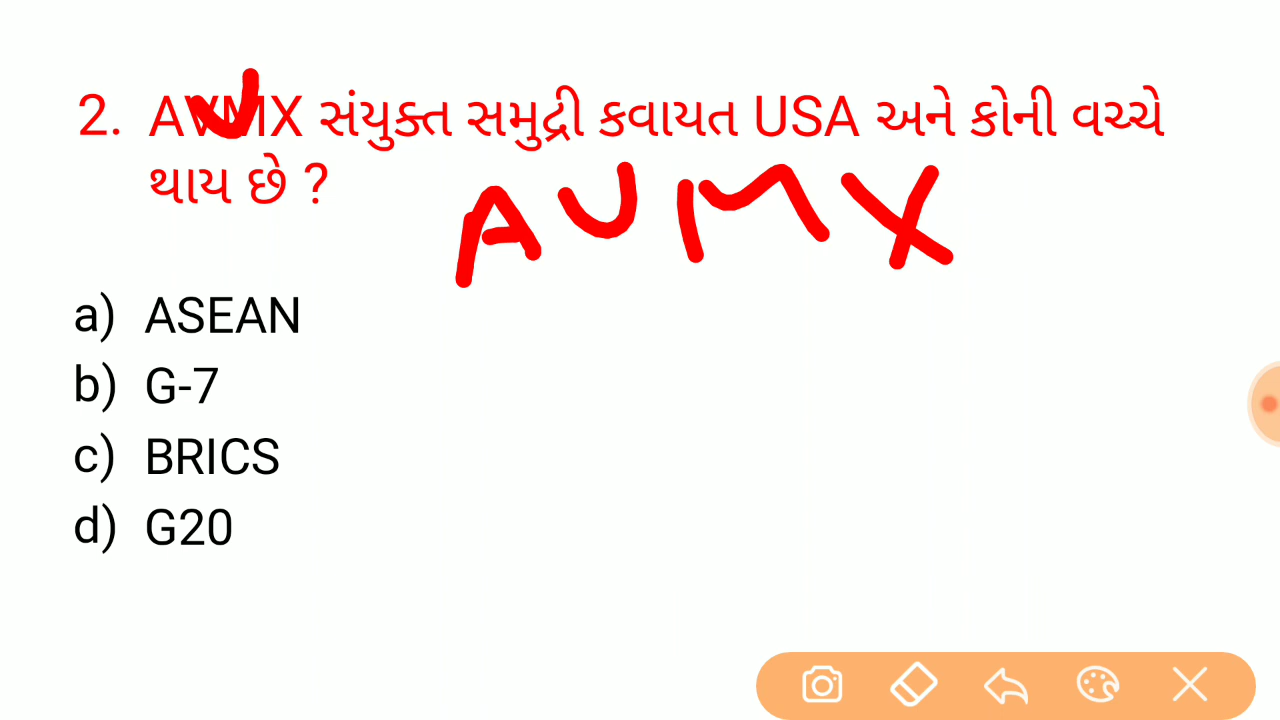 2. AVMX સંયુક્ત સમુદ્રી કવાયત USA અને કોની વચ્ચે
થાય છે ?
AUMX
a) ASEAN
b) G-7
c) BRICS
d) G20